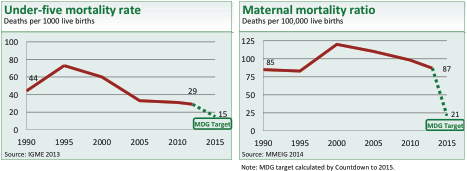 Under-five mortality rate
Deaths per 1000 live births
100
80
60
40
20
0
44
29
15
MDG Target
1990 1995 2000 2005 2010 2015
Source: IGME 2013
Maternal mortality ratio
Deaths per 100,000 live births
125
100
75
50
25
0
85
87
21
MDG Target
1990 1995 2000 2005 2010 2015
Source: MMEIG 2014
Note: MDG target calculated by Countdown to 2015.